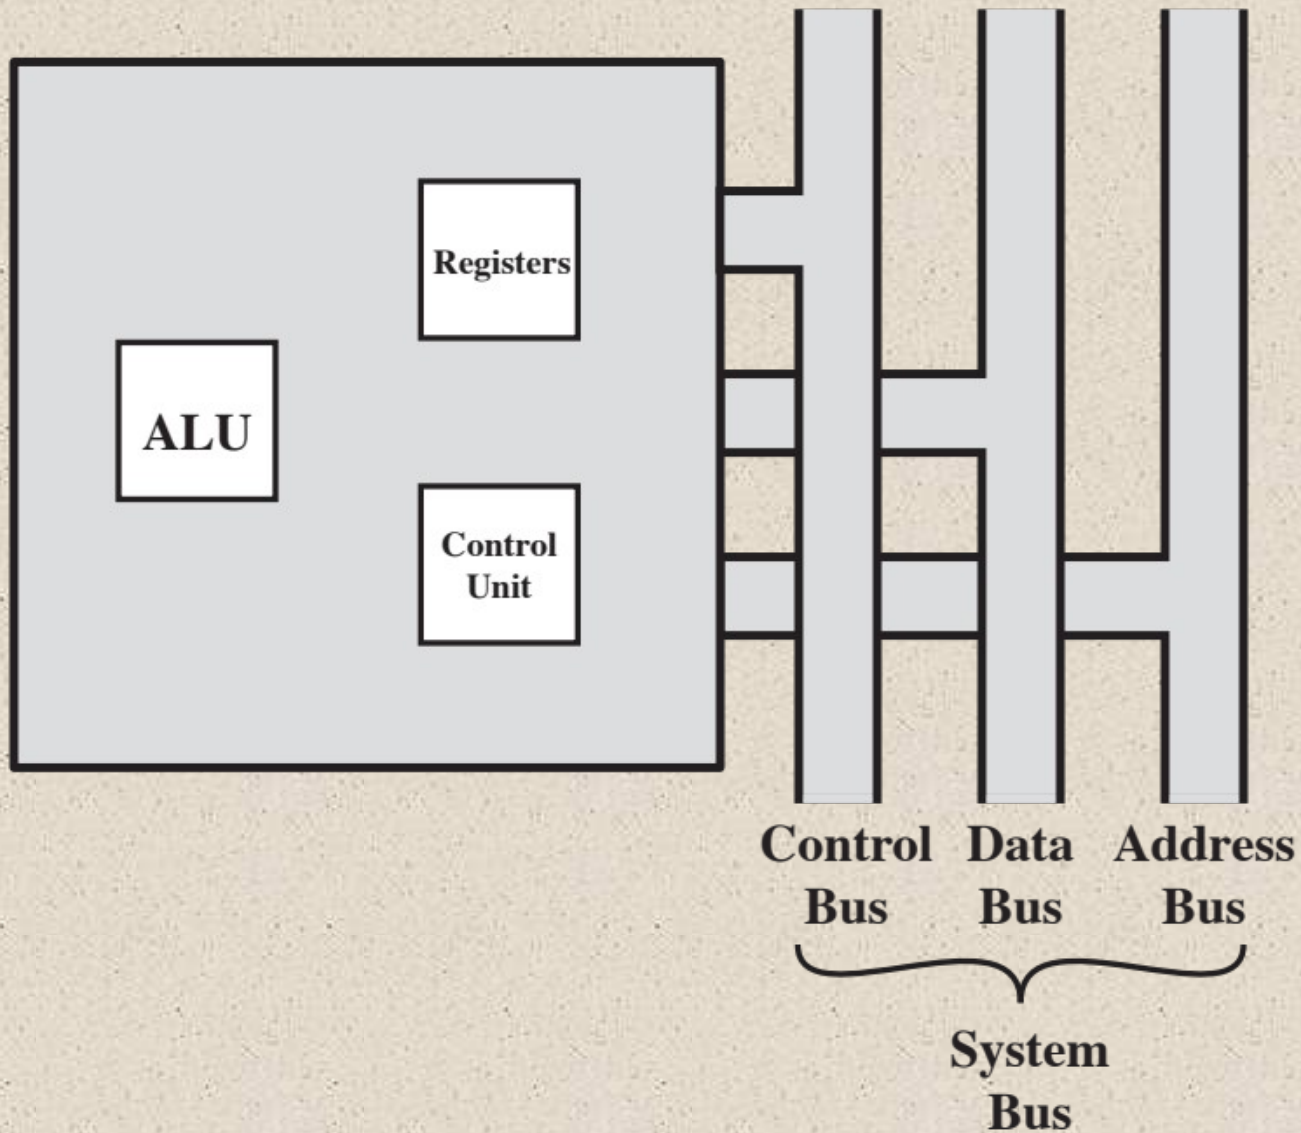 Registers
ALU
Control
Unit
Control Data Address
Bus Bus Bus
System
Bus